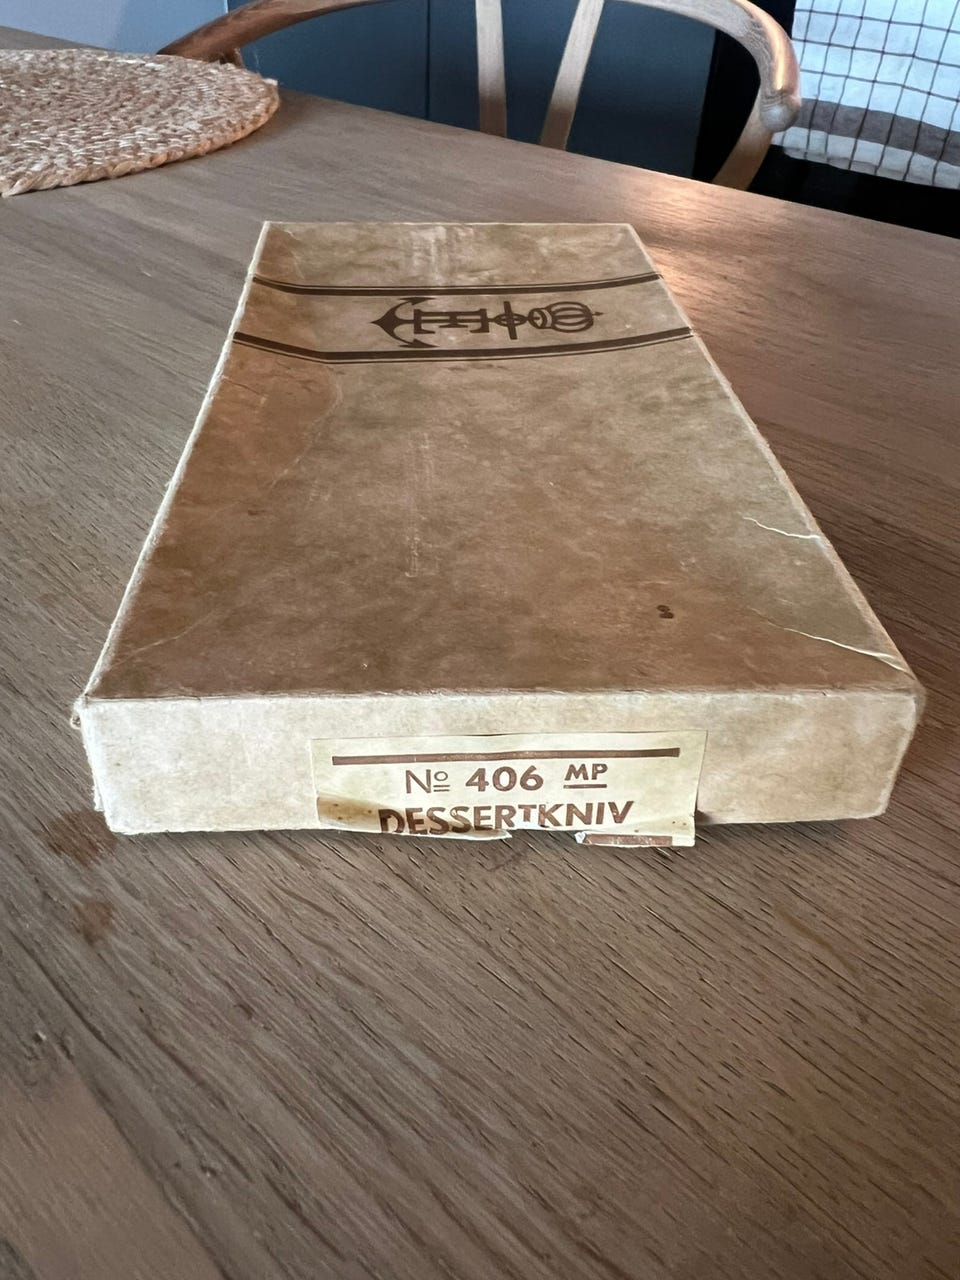 E
Nº 406 MP
DESSERTKNIV